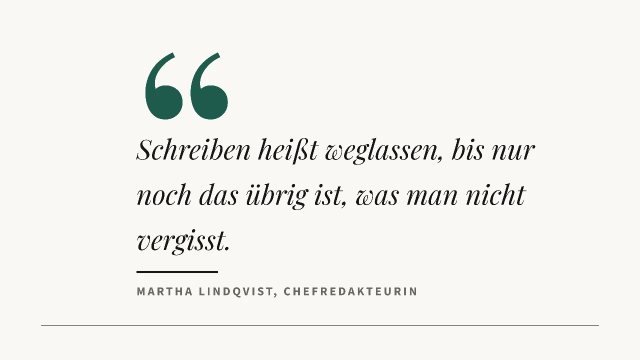 “
Schreiben heißt weglassen, bis nur
noch das übrig ist, was man nicht
vergisst.
MARTHA LINDQVIST, CHEFREDAKTEURIN